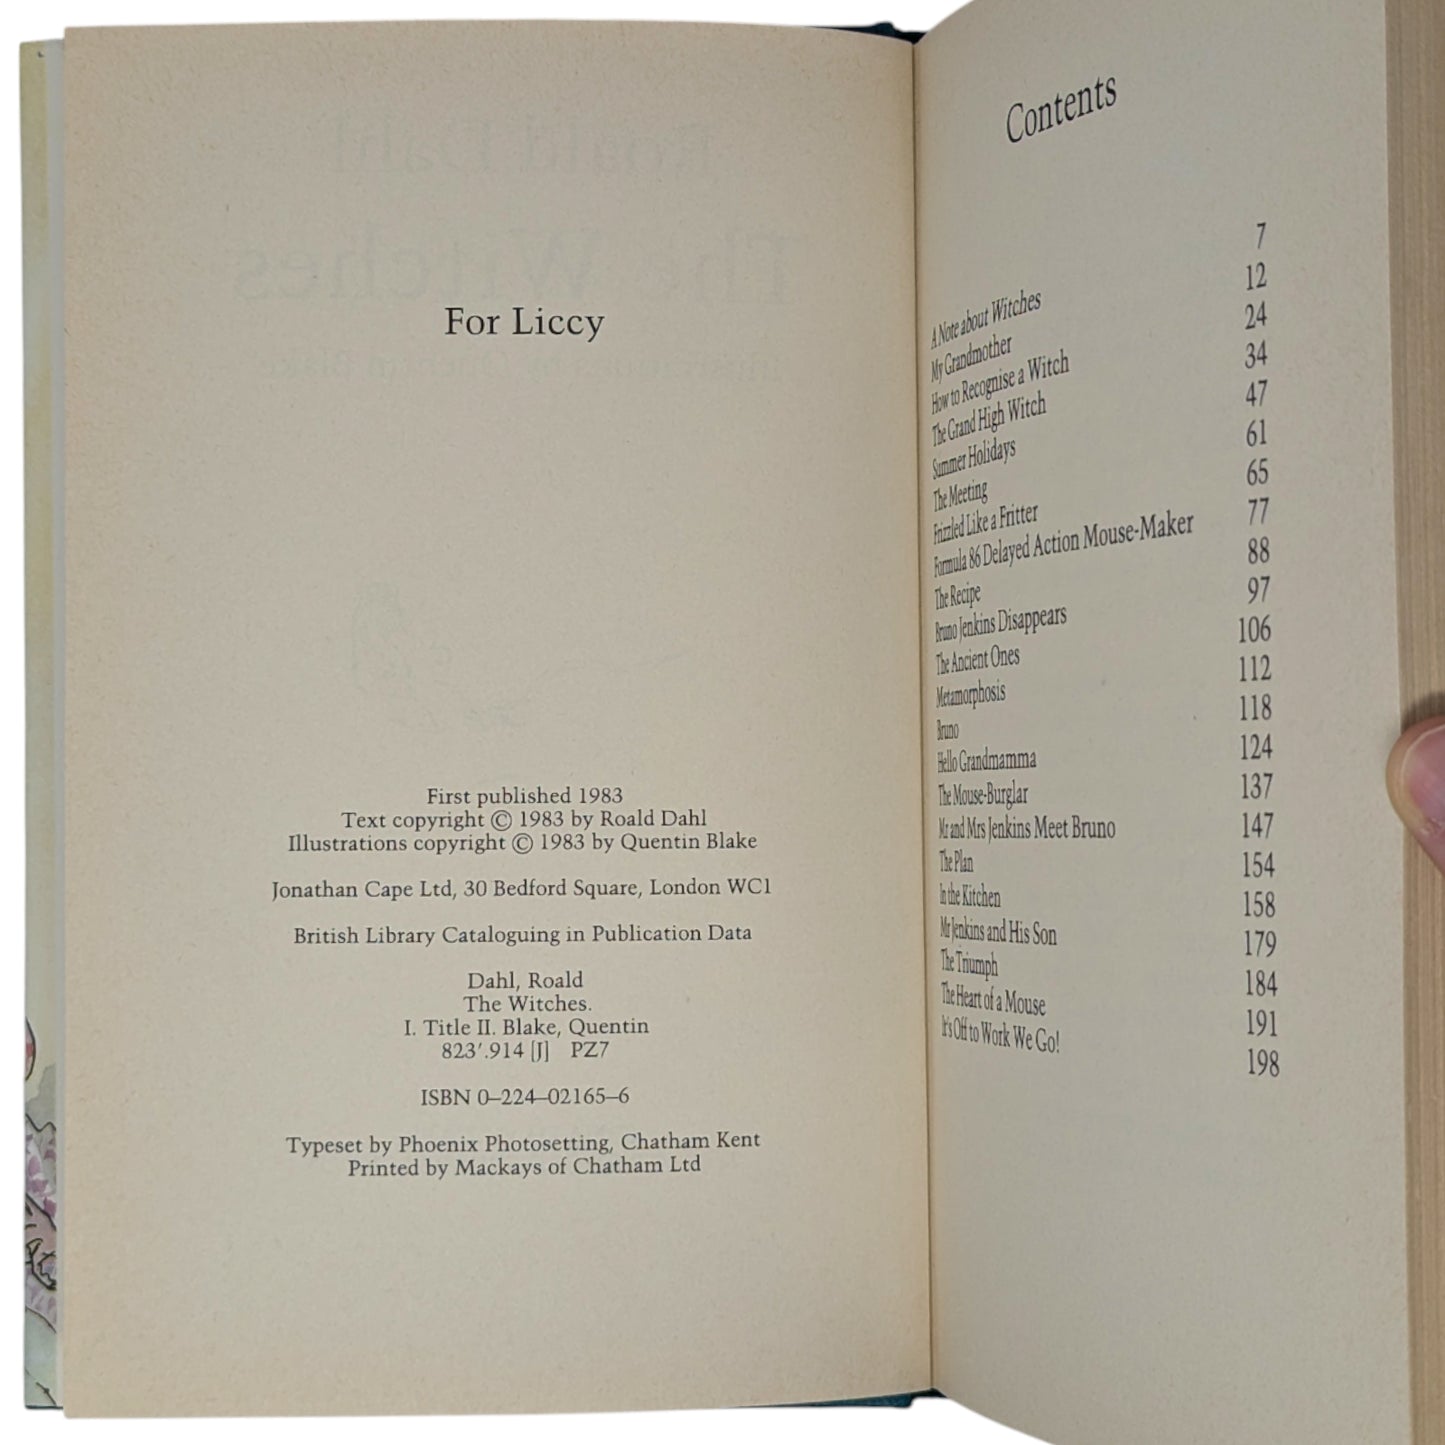 For Liccy
First published 1983
Text copyright © 1983 by Roald Dahl
Illustrations copyright © 1983 by Quentin Blake
Jonathan Cape Ltd, 30 Bedford Square, London WC1
British Library Cataloguing in Publication Data
Dahl, Roald
The Witches.
I. Title II. Blake, Quentin
823′.914 [J] PZ7
ISBN 0–224–02165–6
Typeset by Phoenix Photosetting, Chatham Kent
Printed by Mackays of Chatham Ltd
Contents
A Note about Witches 7
My Grandmother 12
How to Recognise a Witch 24
The Grand High Witch 34
Summer Holidays 47
The Meeting 61
Frizzled Like a Fritter 65
Formula 86 Delayed Action Mouse-Maker 77
The Recipe 88
Bruno Jenkins Disappears 97
The Ancient Ones 106
Metamorphosis 112
Bruno 118
Hello Grandmamma 124
The Mouse-Burglar 137
Mr and Mrs Jenkins Meet Bruno 147
The Plan 154
In the Kitchen 158
Mr Jenkins and His Son 179
The Triumph 184
The Heart of a Mouse 191
It's Off to Work We Go! 198